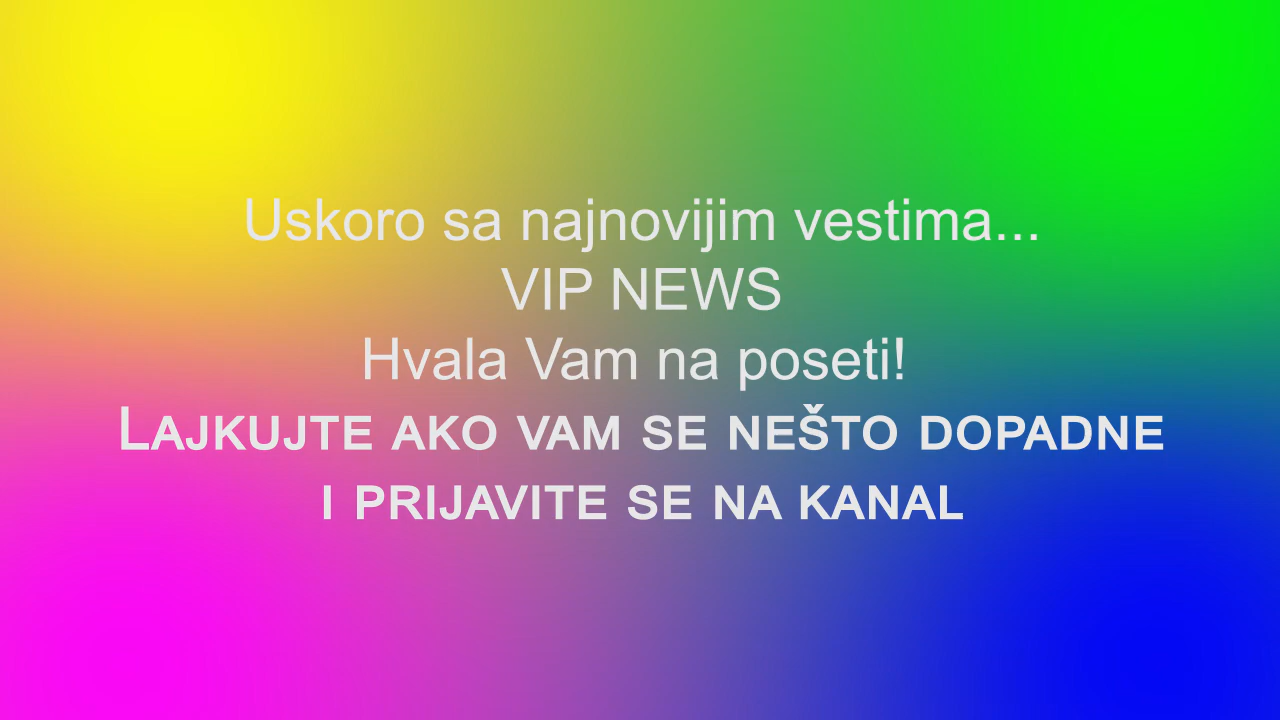 Uskoro sa najnovijim vestima...
VIP NEWS
Hvala Vam na poseti!
LAJKUJTE AKO VAM SE NEŠTO DOPADNE
I PRIJAVITE SE NA KANAL